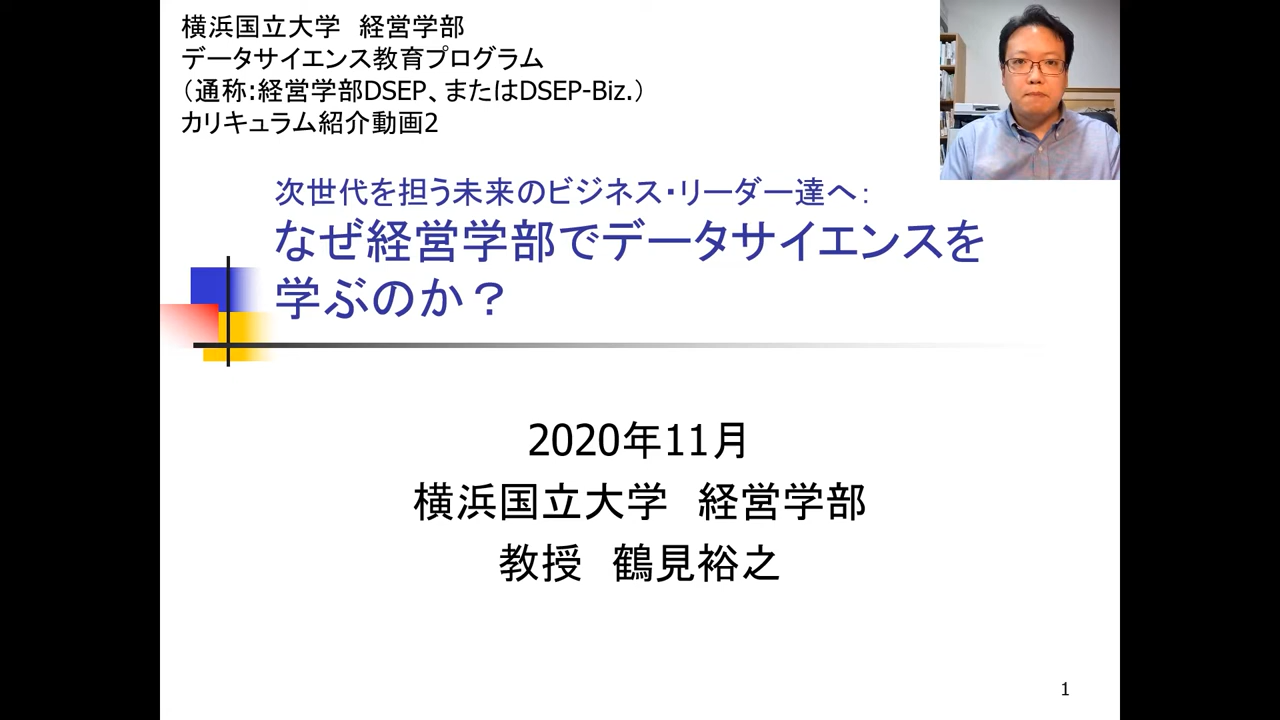 横浜国立大学　経営学部
データサイエンス教育プログラム
（通称：経営学部DSEP、またはDSEP-Biz.）
カリキュラム紹介動画2
次世代を担う未来のビジネス・リーダー達へ：
なぜ経営学部でデータサイエンスを
学ぶのか？
2020年11月
横浜国立大学　経営学部
教授　鶴見裕之
1